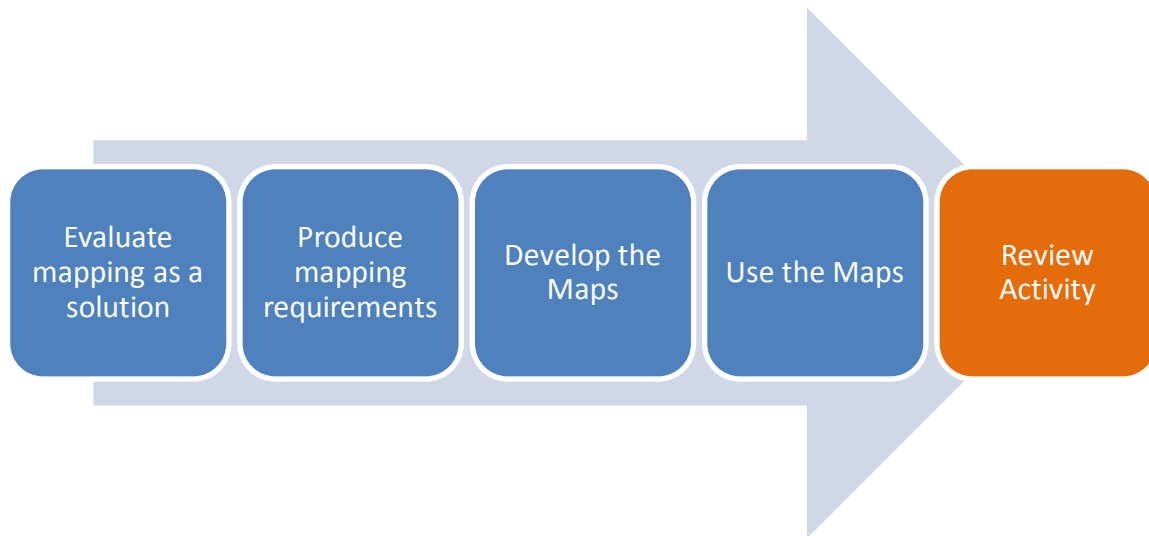 Evaluate
mapping as a
solution
Produce
mapping
requirements
Develop the
Maps
Use the Maps
Review
Activity